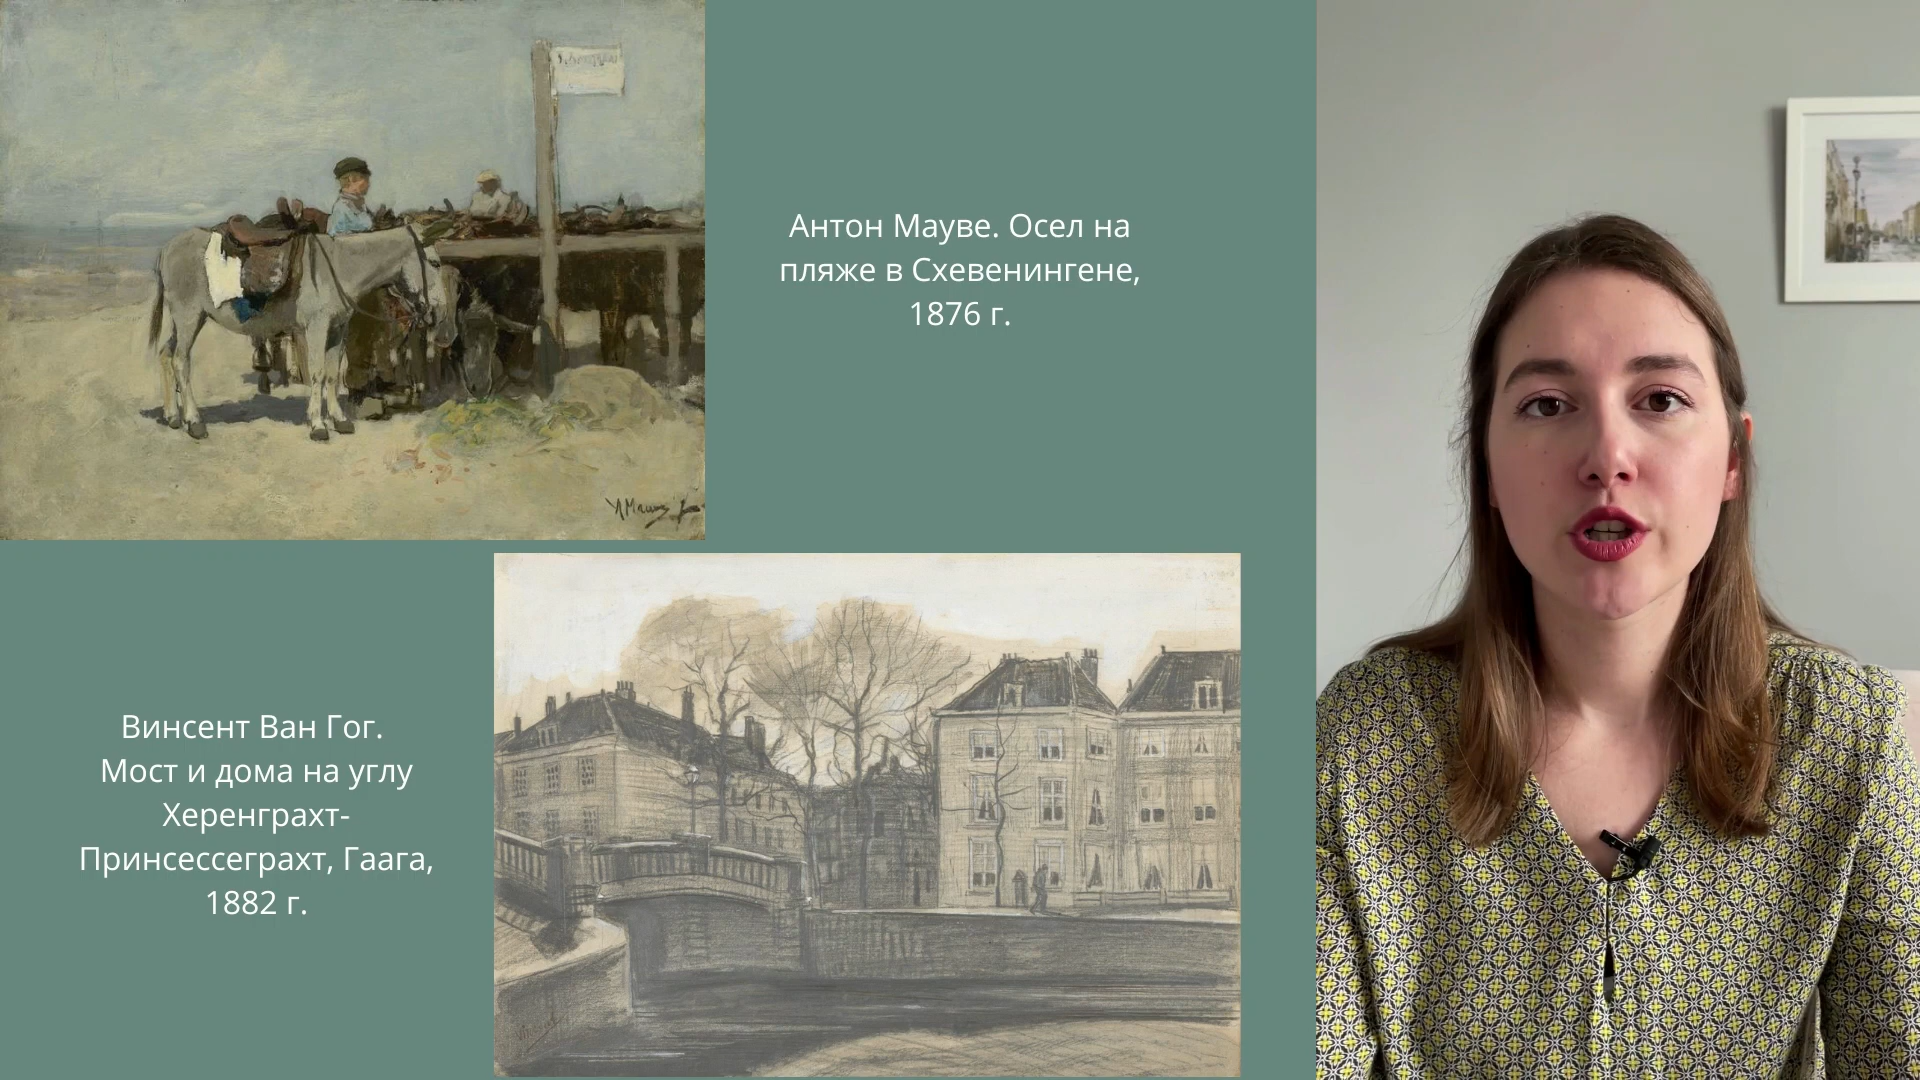 Антон Мауве. Осел на
пляже в Схевенингене,
1876 г.
Винсент Ван Гог.
Мост и дома на углу
Херенграхт-
Принсессеграхт, Гаага,
1882 г.